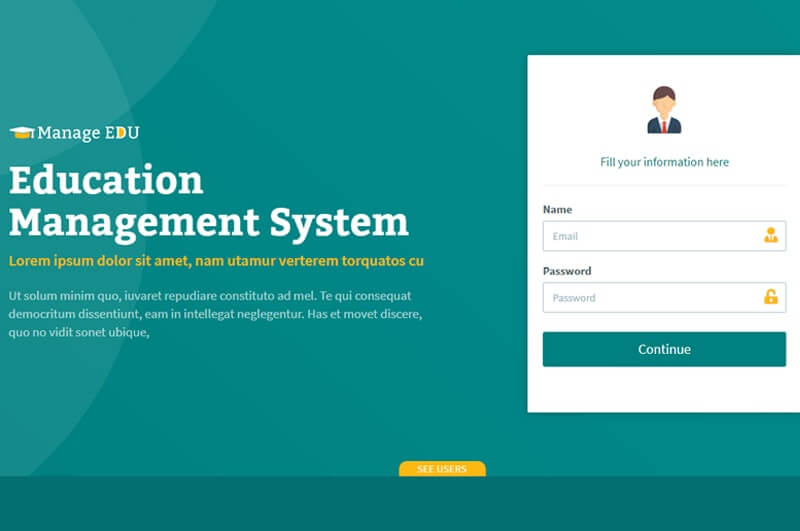 Manage EDU
Education
Management System
Lorem ipsum dolor sit amet, nam utamur verterem torquatos cu
Ut solum minim quo, iuvaret repudiare constituto ad mel. Te qui consequat
democritum dissentiunt, eam in intellegat neglegentur. Has et movet discere,
quo no vidit sonet ubique,
Fill your information here
Name
Email
Password
Password
Continue
SEE USERS